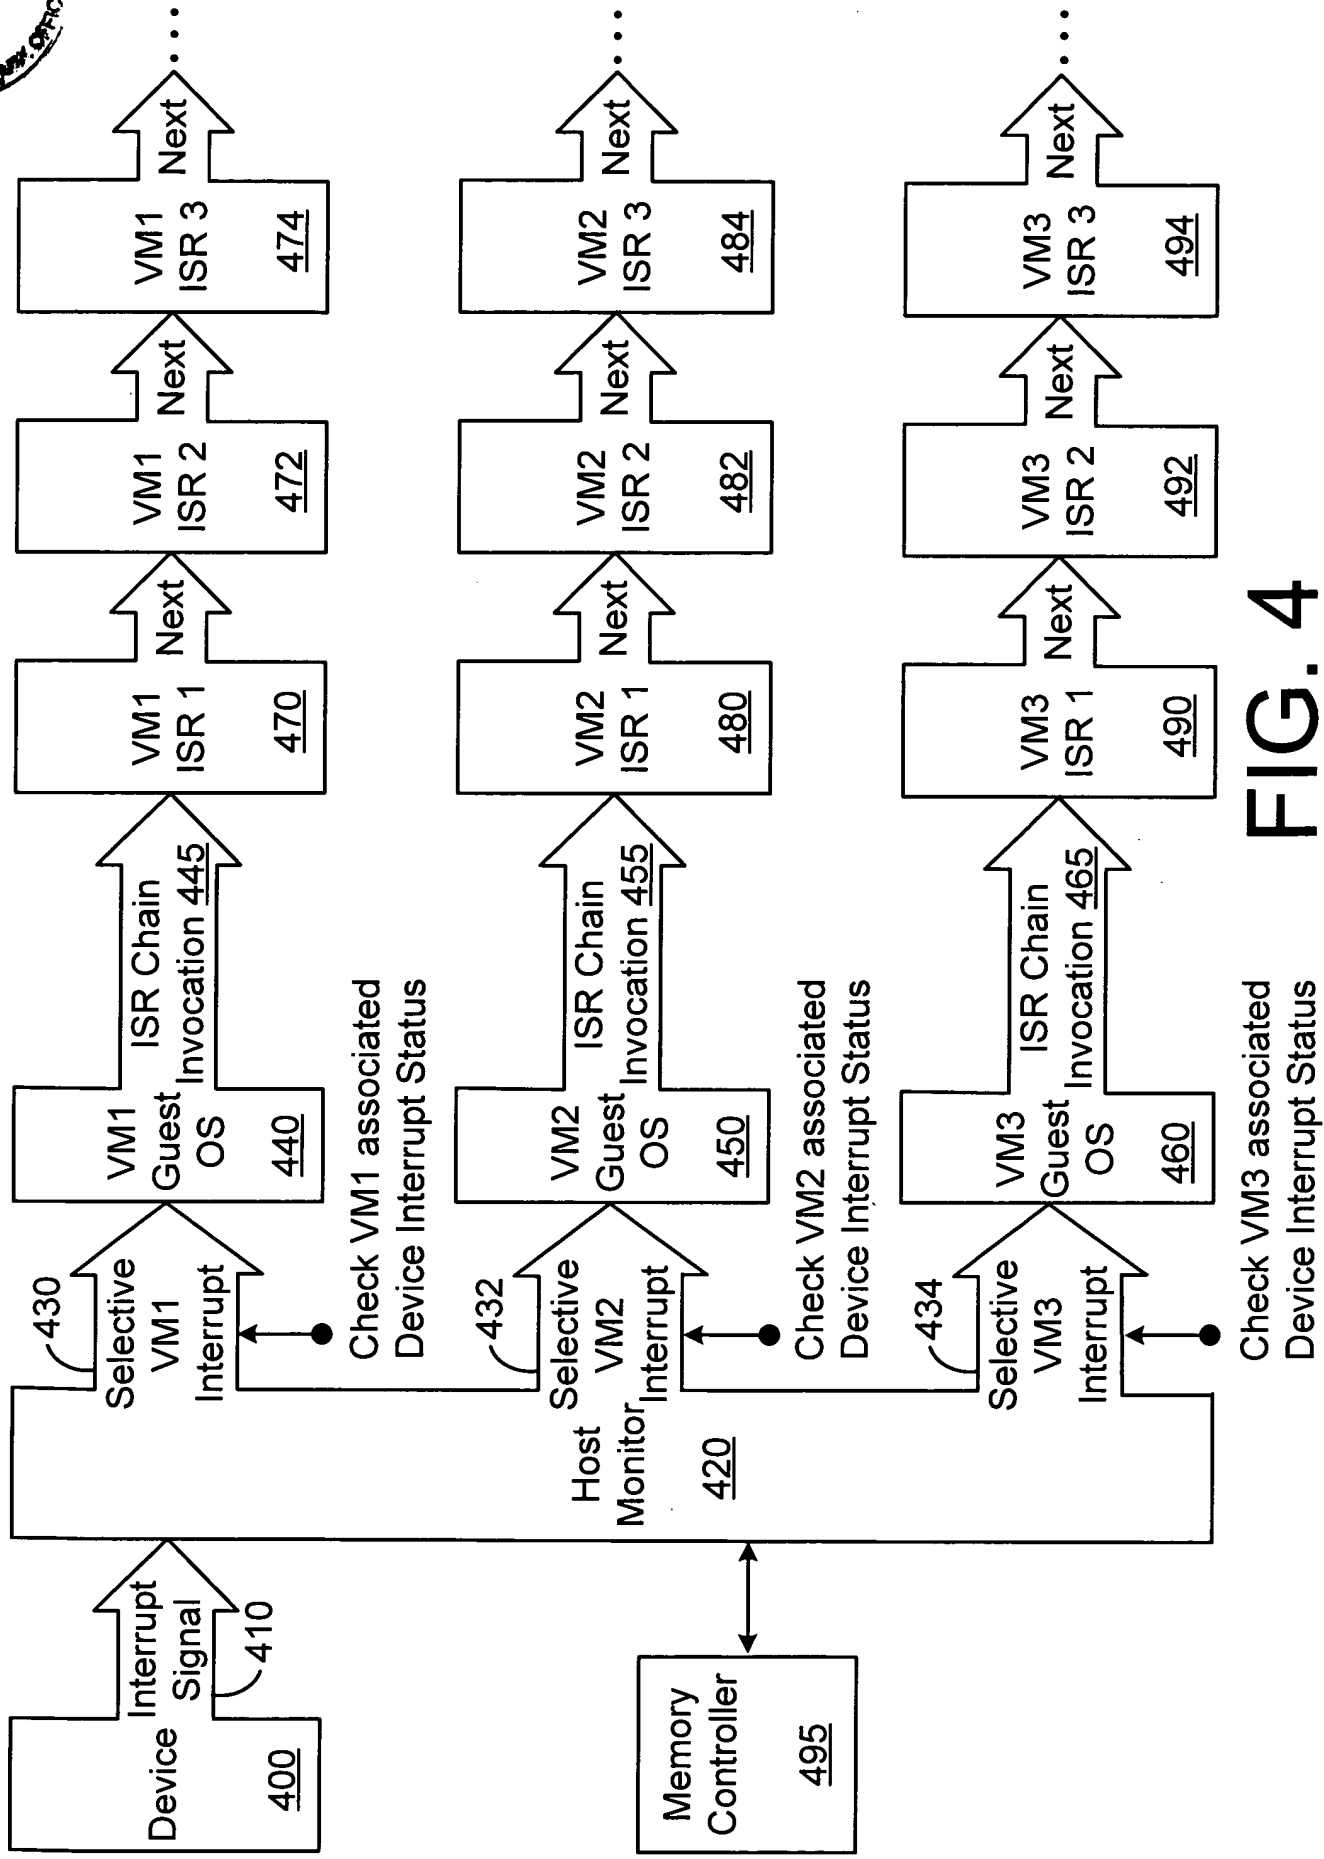 Device
400
Interrupt
Signal
410
Memory
Controller
495
Host
Monitor
420
430
Selective
VM1
Interrupt
Check VM1 associated
Device Interrupt Status
VM1
Guest
OS
440
ISR Chain
Invocation 445
VM1
ISR 1
470
Next
VM1
ISR 2
472
Next
VM1
ISR 3
474
Next
432
Selective
VM2
Interrupt
Check VM2 associated
Device Interrupt Status
VM2
Guest
OS
450
ISR Chain
Invocation 455
VM2
ISR 1
480
Next
VM2
ISR 2
482
Next
VM2
ISR 3
484
Next
434
Selective
VM3
Interrupt
Check VM3 associated
Device Interrupt Status
VM3
Guest
OS
460
ISR Chain
Invocation 465
VM3
ISR 1
490
Next
VM3
ISR 2
492
Next
VM3
ISR 3
494
Next
FIG. 4